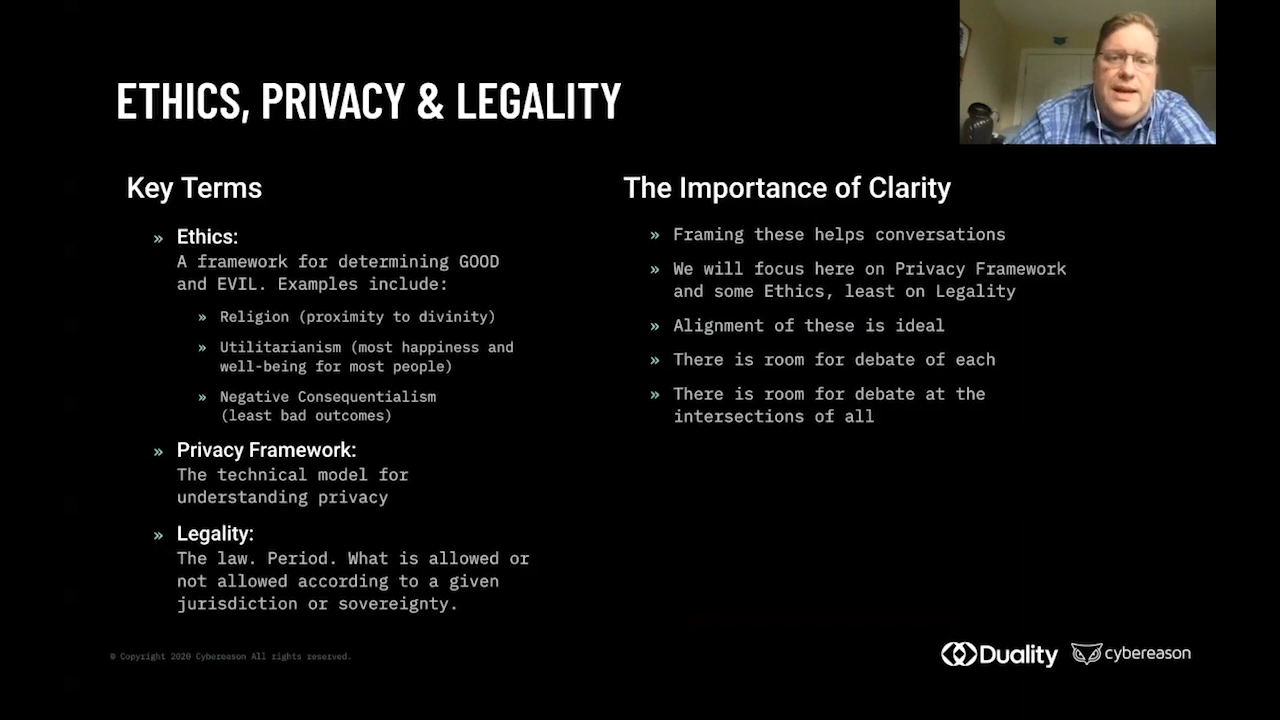 ETHICS, PRIVACY & LEGALITY
Key Terms
» Ethics:
A framework for determining GOOD
and EVIL. Examples include:
» Religion (proximity to divinity)
» Utilitarianism (most happiness and
well-being for most people)
» Negative Consequentialism
(least bad outcomes)
» Privacy Framework:
The technical model for
understanding privacy
» Legality:
The law. Period. What is allowed or
not allowed according to a given
jurisdiction or sovereignty.
The Importance of Clarity
» Framing these helps conversations
» We will focus here on Privacy Framework
and some Ethics, least on Legality
» Alignment of these is ideal
» There is room for debate of each
» There is room for debate at the
intersections of all
© Copyright 2020 Cybereason All rights reserved.
Duality
cybereason